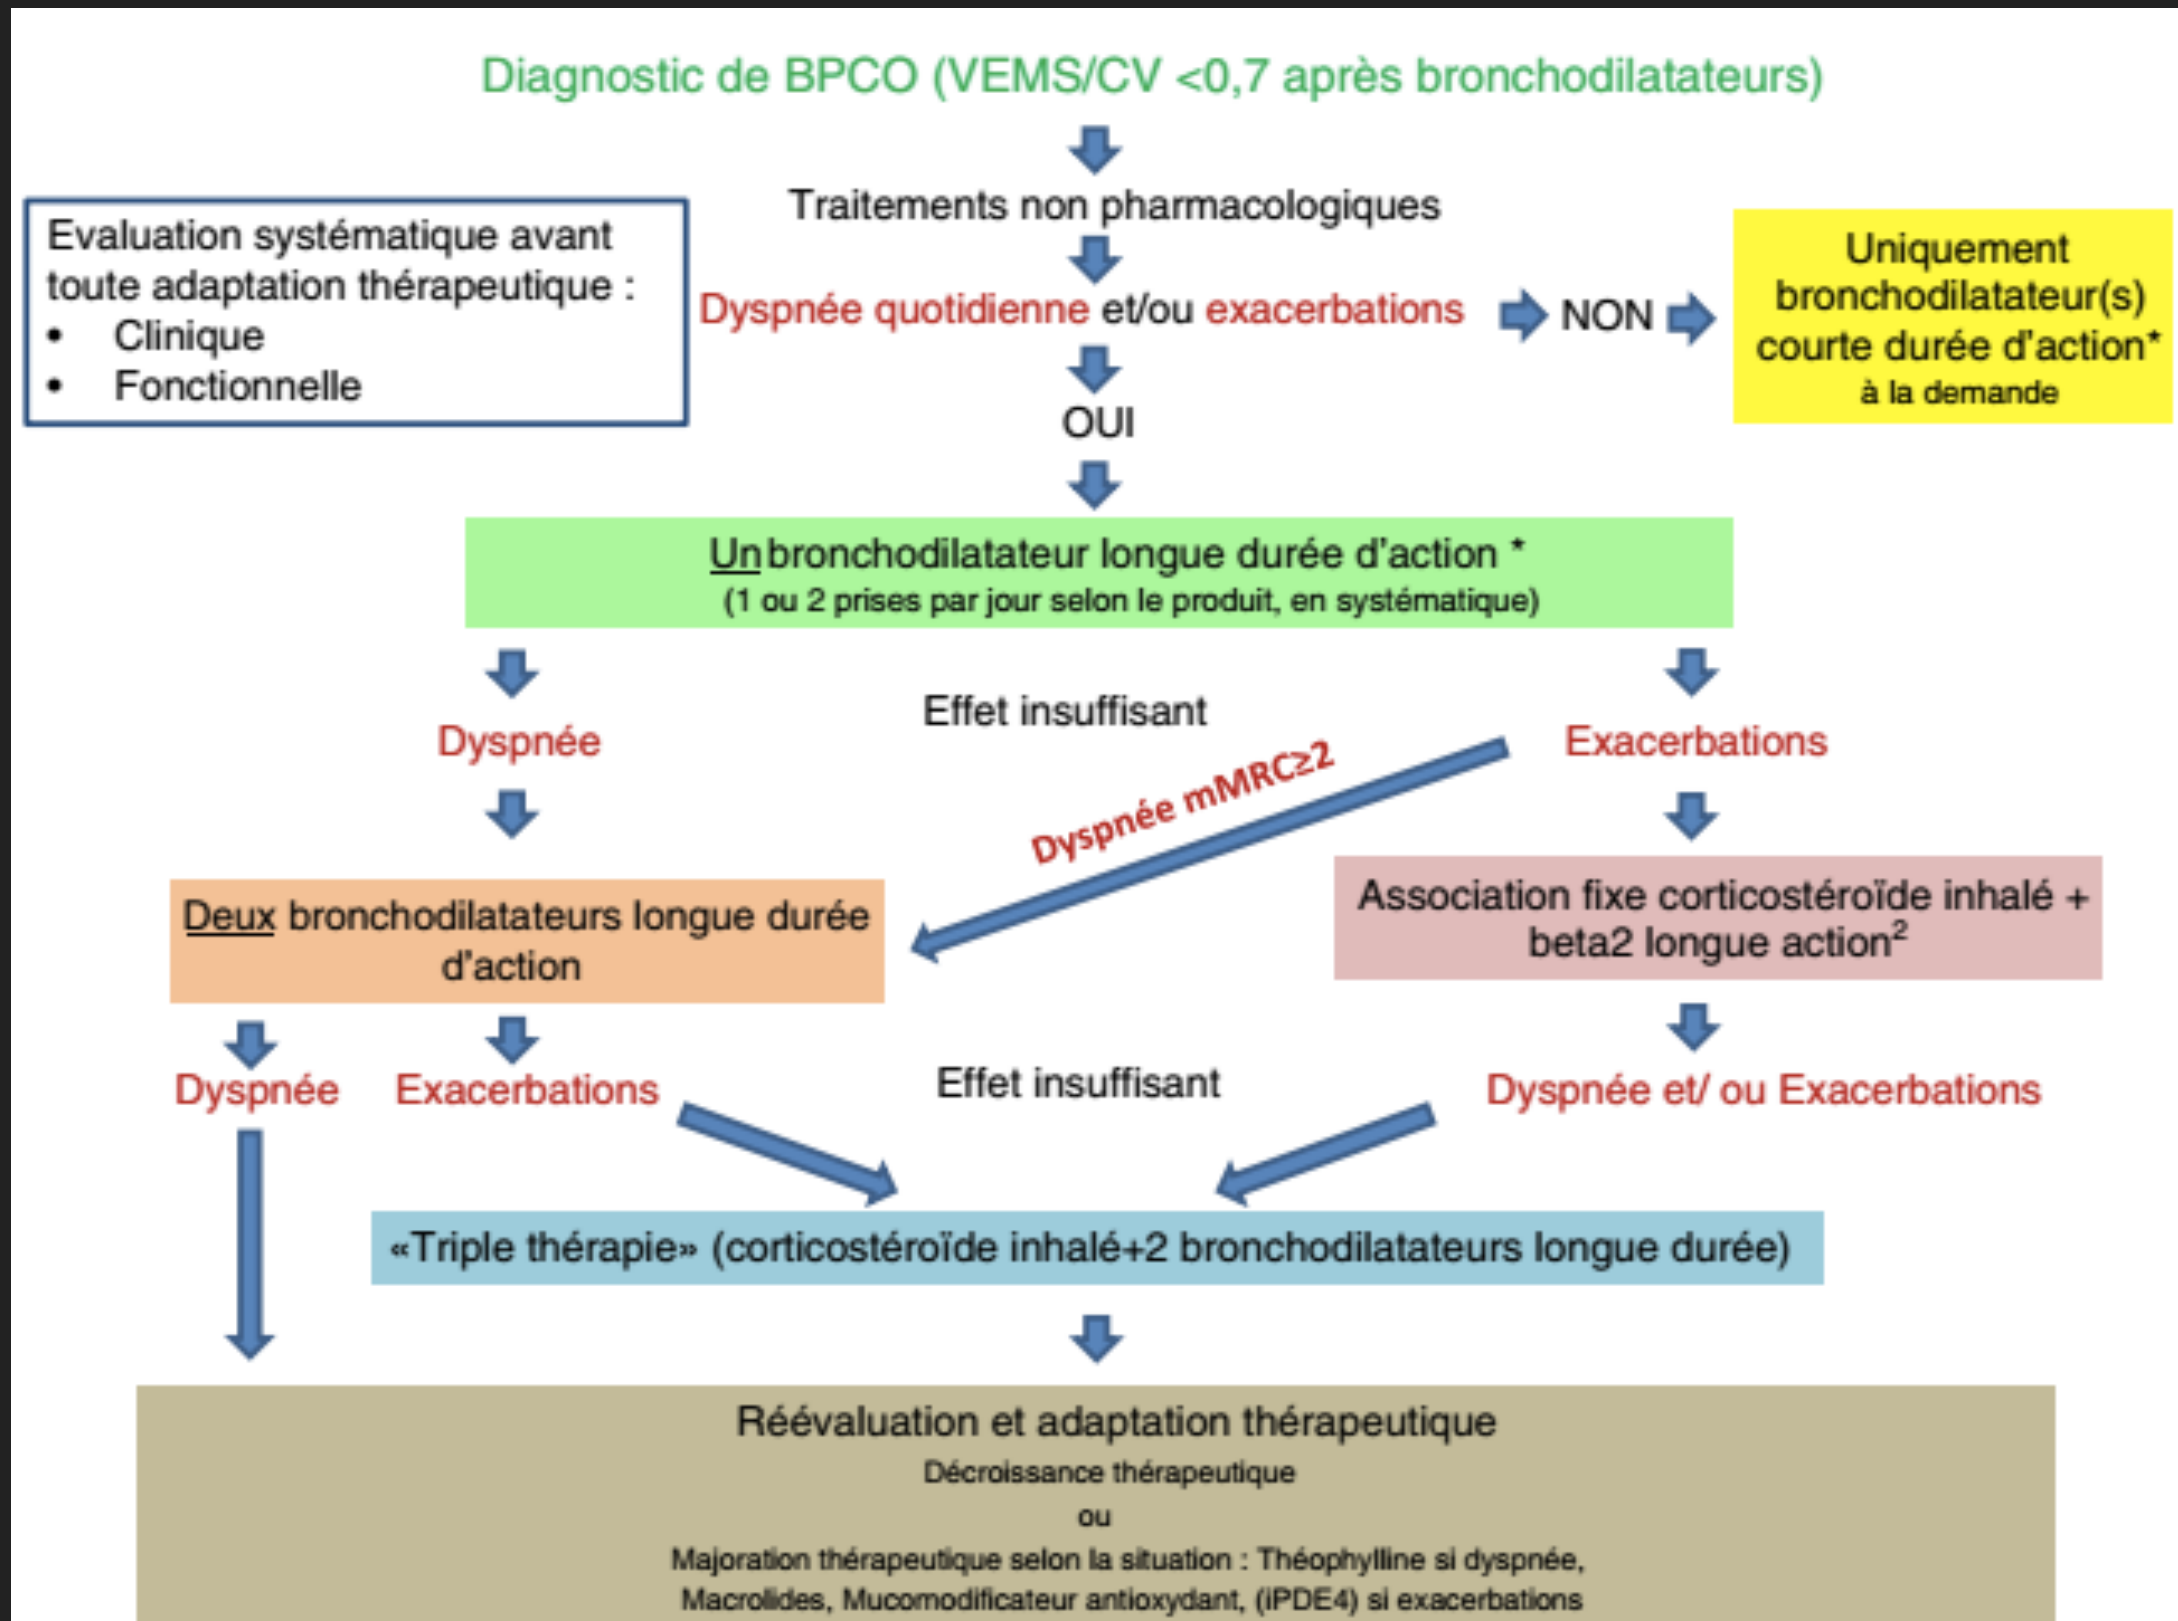 Diagnostic de BPCO (VEMS/CV <0,7 après bronchodilatateurs)
Traitements non pharmacologiques
Evaluation systématique avant
toute adaptation thérapeutique :
• Clinique
• Fonctionnelle
Dyspnée quotidienne et/ou exacerbations
NON
Uniquement
bronchodilatateur(s)
courte durée d'action*
à la demande
OUI
Un bronchodilatateur longue durée d'action *
(1 ou 2 prises par jour selon le produit, en systématique)
Effet insuffisant
Dyspnée
Exacerbations
Dyspnée mMRC≥2
Deux bronchodilatateurs longue durée
d'action
Association fixe corticostéroïde inhalé +
beta2 longue action²
Dyspnée
Exacerbations
Effet insuffisant
Dyspnée et/ ou Exacerbations
«Triple thérapie» (corticostéroïde inhalé+2 bronchodilatateurs longue durée)
Réévaluation et adaptation thérapeutique
Décroissance thérapeutique
ou
Majoration thérapeutique selon la situation : Théophylline si dyspnée,
Macrolides, Mucomodificateur antioxydant, (iPDE4) si exacerbations